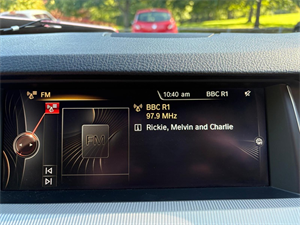 FM
10:40 am
BBC R1
FM
BBC R1
97.9 MHz
Rickie, Melvin and Charlie